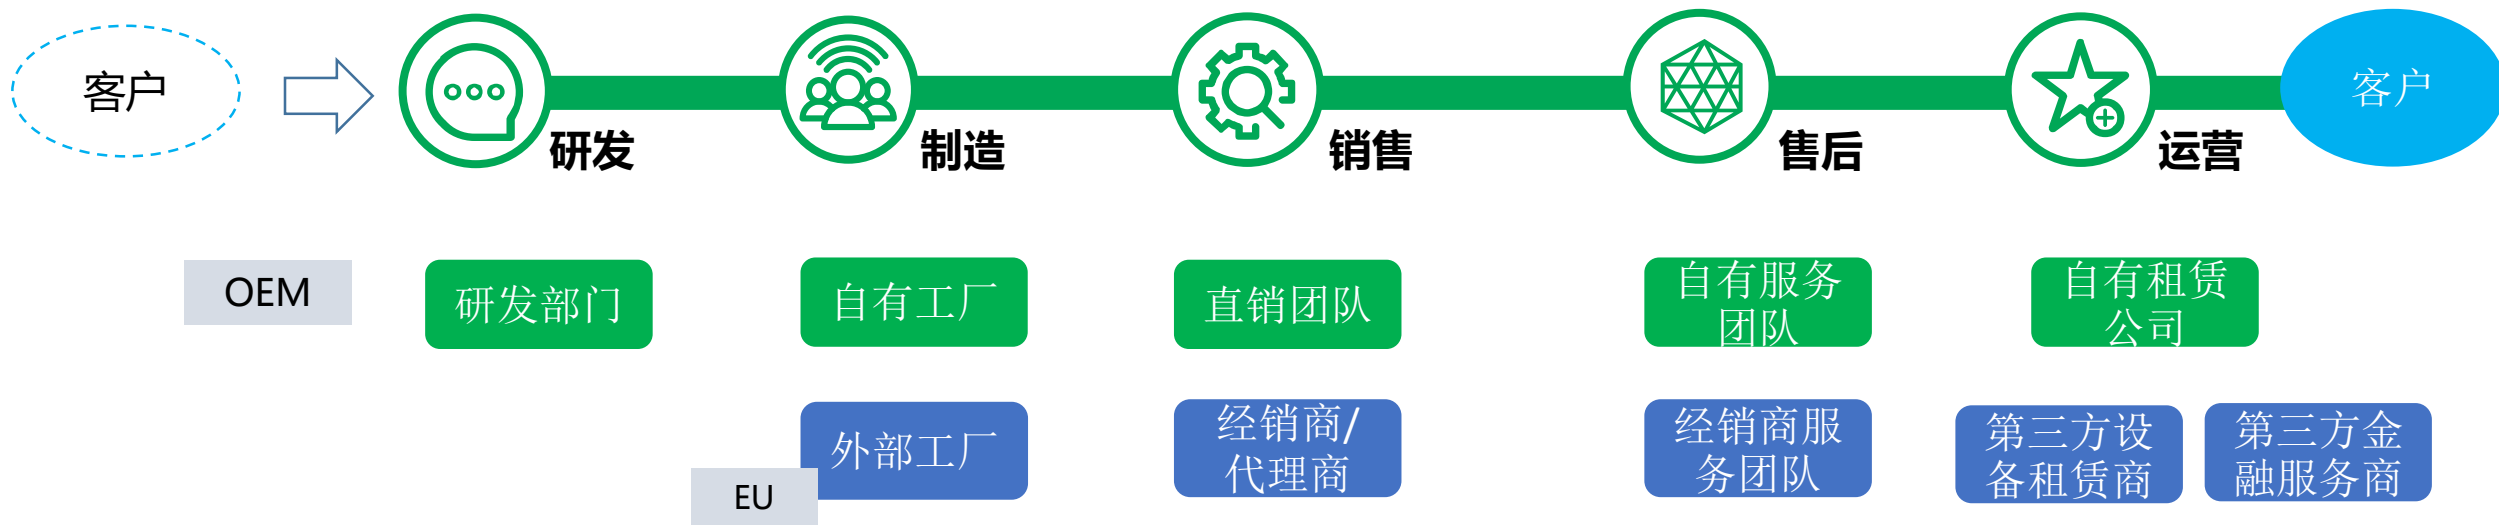 客户
研发
制造
销售
售后
运营
客户
OEM
研发部门
自有工厂
直销团队
自有服务
团队
自有租赁
公司
外部工厂
经销商/
代理商
经销商服
务团队
第三方设
备租赁商
第三方金
融服务商
EU